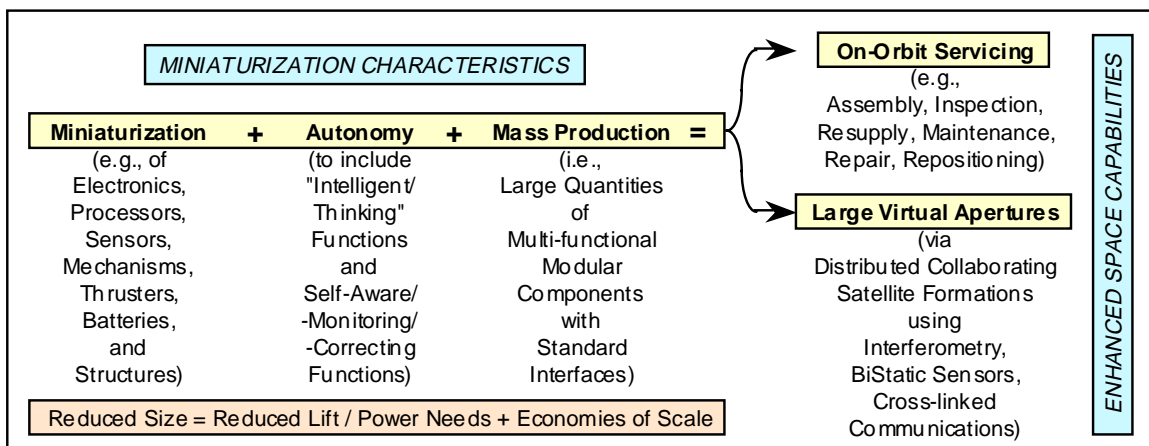 MINIATURIZATION CHARACTERISTICS
Miniaturization + Autonomy + Mass Production =
(e.g., of
Electronics,
Processors,
Sensors,
Mechanisms,
Thrusters,
Batteries,
and
Structures)
(to include
"Intelligent/
Thinking"
Functions
and
Self-Aware/
-Monitoring/
-Correcting
Functions)
(i.e.,
Large Quantities
of
Multi-functional
Modular
Components
with
Standard
Interfaces)
Reduced Size = Reduced Lift / Power Needs + Economies of Scale
On-Orbit Servicing
(e.g.,
Assembly, Inspection,
Resupply, Maintenance,
Repair, Repositioning)
Large Virtual Apertures
(via
Distributed Collaborating
Satellite Formations
using
Interferometry,
BiStatic Sensors,
Cross-linked
Communications)
ENHANCED SPACE CAPABILITIES